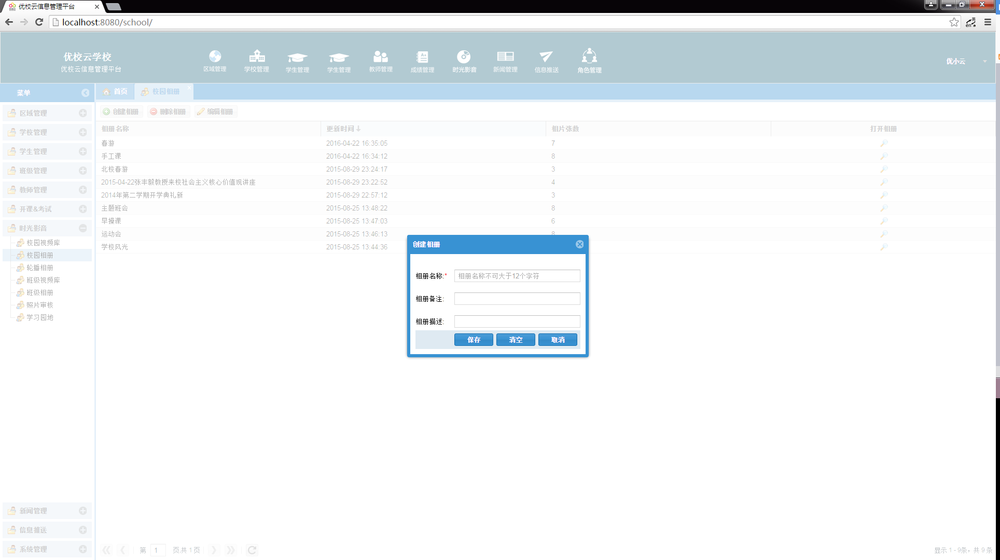 优校云信息管理平台
localhost:8080/school/
优校云学校
优校云信息管理平台
区域管理 学校管理 学生管理 学生管理 教师管理 成绩管理 时光影音 新闻管理 信息推送 角色管理
优小云
菜单
首页 校园相册
区域管理
学校管理
学生管理
班级管理
教师管理
开课&考试
时光影音
校园视频库
校园相册
轮播相册
班级视频库
班级相册
照片审核
学习园地
新闻管理
信息推送
系统管理
创建相册 删除相册 编辑相册
相册名称 更新时间 相片张数 打开相册
春游 2016-04-22 16:35:05 7
手工课 2016-04-22 16:34:12 8
北校春游 2015-08-29 23:24:17 3
2015-04-22张丰毅教授来校社会主义核心价值观讲座 2015-08-29 23:22:52 4
2014年第二学期开学典礼新 2015-08-29 22:57:12 3
主题班会 2015-08-25 13:48:22 8
早操课 2015-08-25 13:47:03 6
运动会 2015-08-25 13:46:13 8
学校风光 2015-08-25 13:44:36
创建相册
相册名称:* 相册名称不可大于12个字符
相册备注:
相册描述:
保存 清空 取消
第 1 页,共 1 页
显示 1 - 9条，共 9 条